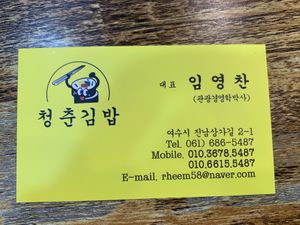 청춘김밥
대표 임영찬
(관광경영학박사)
여수시 진남상가길 2-1
Tel. 061) 686-5487
Mobile. 010.3678.5487
010.6615.5487
E-mail. rheem58@naver.com